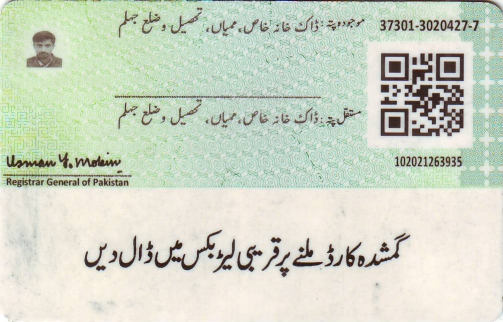 موجودہ پتہ: ڈاک خانہ خاص، ممیاں، تحصیل و ضلع جہلم
37301-3020427-7
مستقل پتہ: ڈاک خانہ خاص، ممیاں، تحصیل و ضلع جہلم
102021263935
Usman Y. Mobin
Registrar General of Pakistan
گمشدہ کارڈ ملنے پر قریبی لیٹر بکس میں ڈال دیں